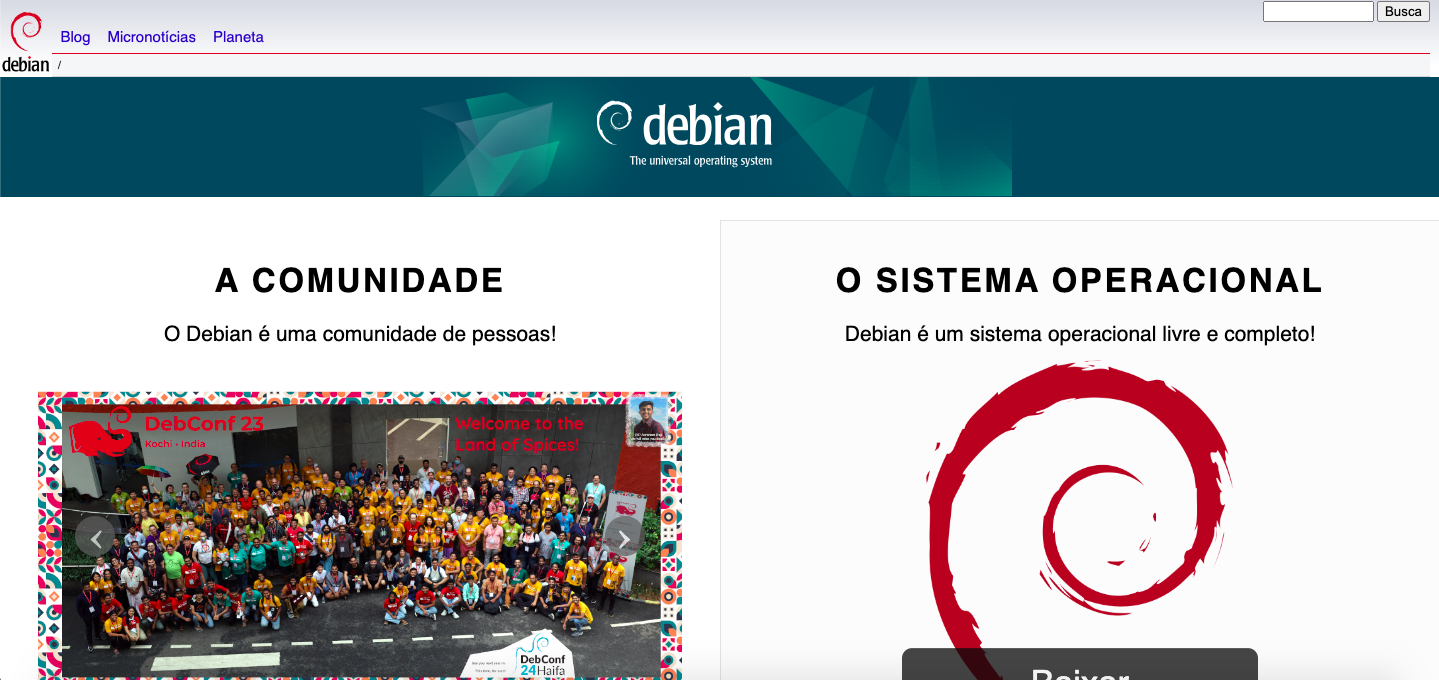 Busca
Blog Micronotícias Planeta
debian /
debian
The universal operating system
A COMUNIDADE
O Debian é uma comunidade de pessoas!
DebConf 23
Kochi • India
Welcome to the
Land of Spices!
DebConf
24 Haifa
O SISTEMA OPERACIONAL
Debian é um sistema operacional livre e completo!
Baixar